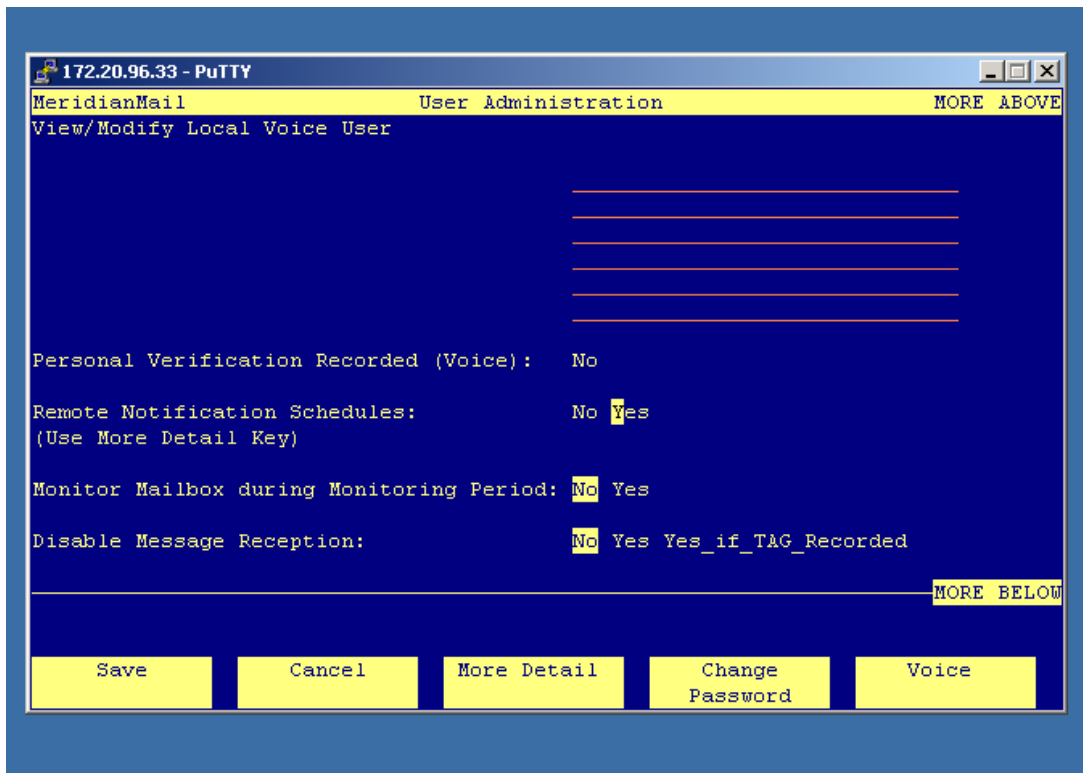 172.20.96.33 - PuTTY
MeridianMail User Administration MORE ABOVE
View/Modify Local Voice User
Personal Verification Recorded (Voice): No
Remote Notification Schedules: No Yes
(Use More Detail Key)
Monitor Mailbox during Monitoring Period: No Yes
Disable Message Reception: No Yes Yes_if_TAG_Recorded
MORE BELOW
Save Cancel More Detail Change Password Voice